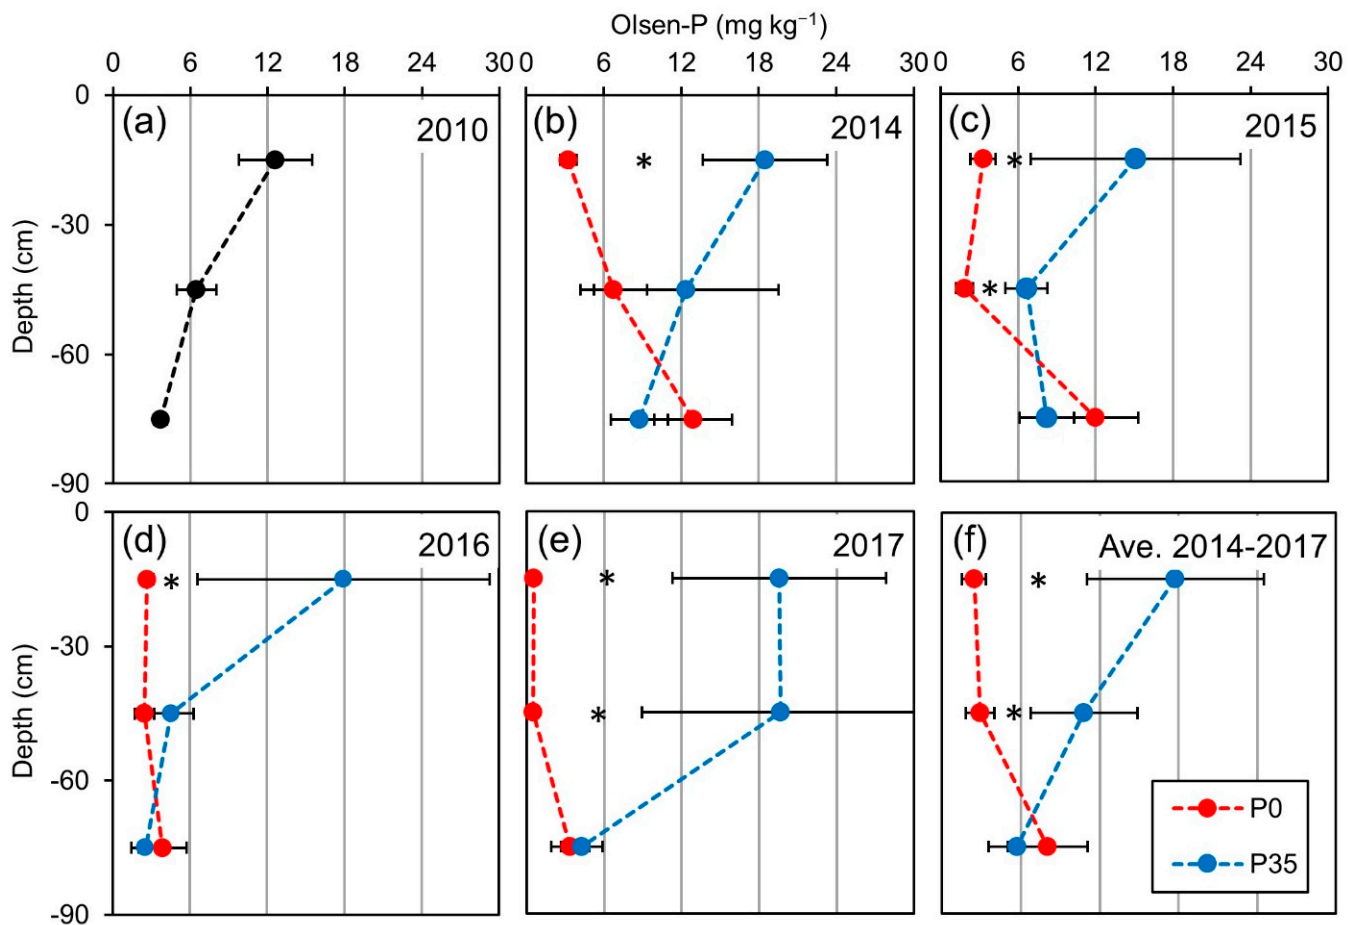 Olsen-P (mg kg⁻¹)
0 6 12 18 24 30 0 6 12 18 24 30 0 6 12 18 24 30
0
-30
-60
-90
Depth (cm)
(a) 2010
(b) 2014
*
(c) 2015
*
*
0
-30
-60
-90
Depth (cm)
(d) 2016
*
(e) 2017
*
*
(f) Ave. 2014-2017
*
*
P0
P35